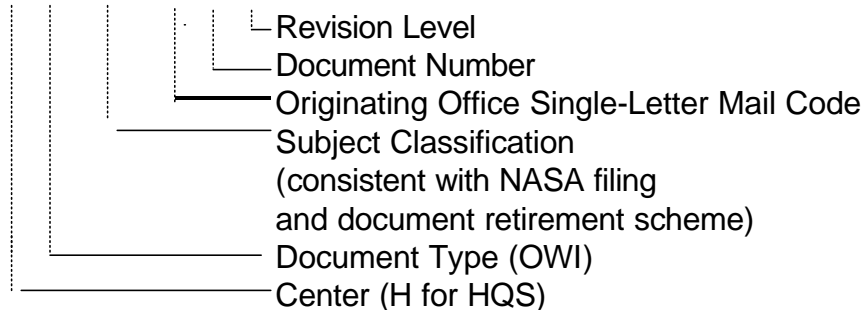 Revision Level
Document Number
Originating Office Single-Letter Mail Code
Subject Classification
(consistent with NASA filing
and document retirement scheme)
Document Type (OWI)
Center (H for HQS)